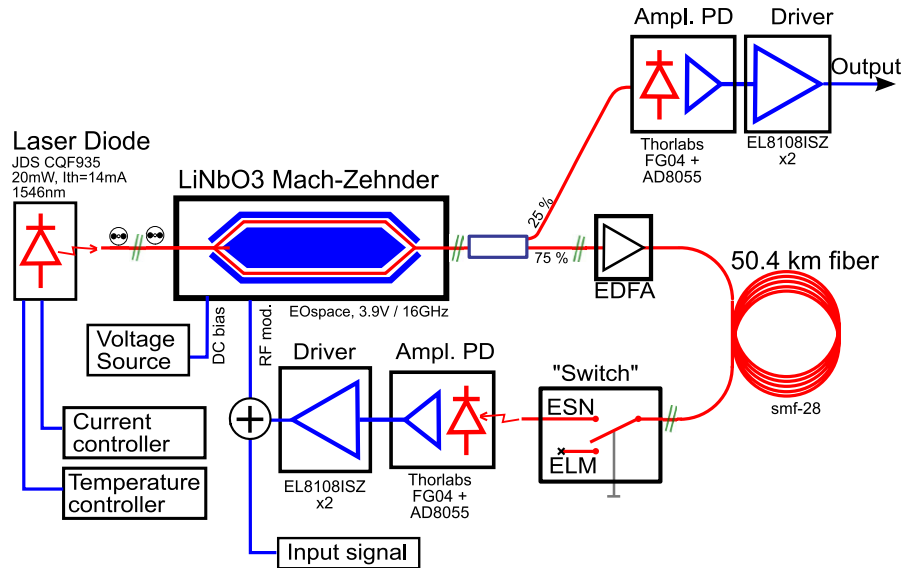 Ampl. PD
Driver
Output
Thorlabs
FG04 +
AD8055
EL8108ISZ
x2
Laser Diode
JDS CQF935
20mW, Ith=14mA
1546nm
LiNbO3 Mach-Zehnder
25 %
75 %
EDFA
50.4 km fiber
smf-28
EOspace, 3.9V / 16GHz
DC bias
RF mod.
Voltage
Source
Driver
Ampl. PD
"Switch"
ESN
ELM
EL8108ISZ
x2
Thorlabs
FG04 +
AD8055
Current
controller
Temperature
controller
Input signal